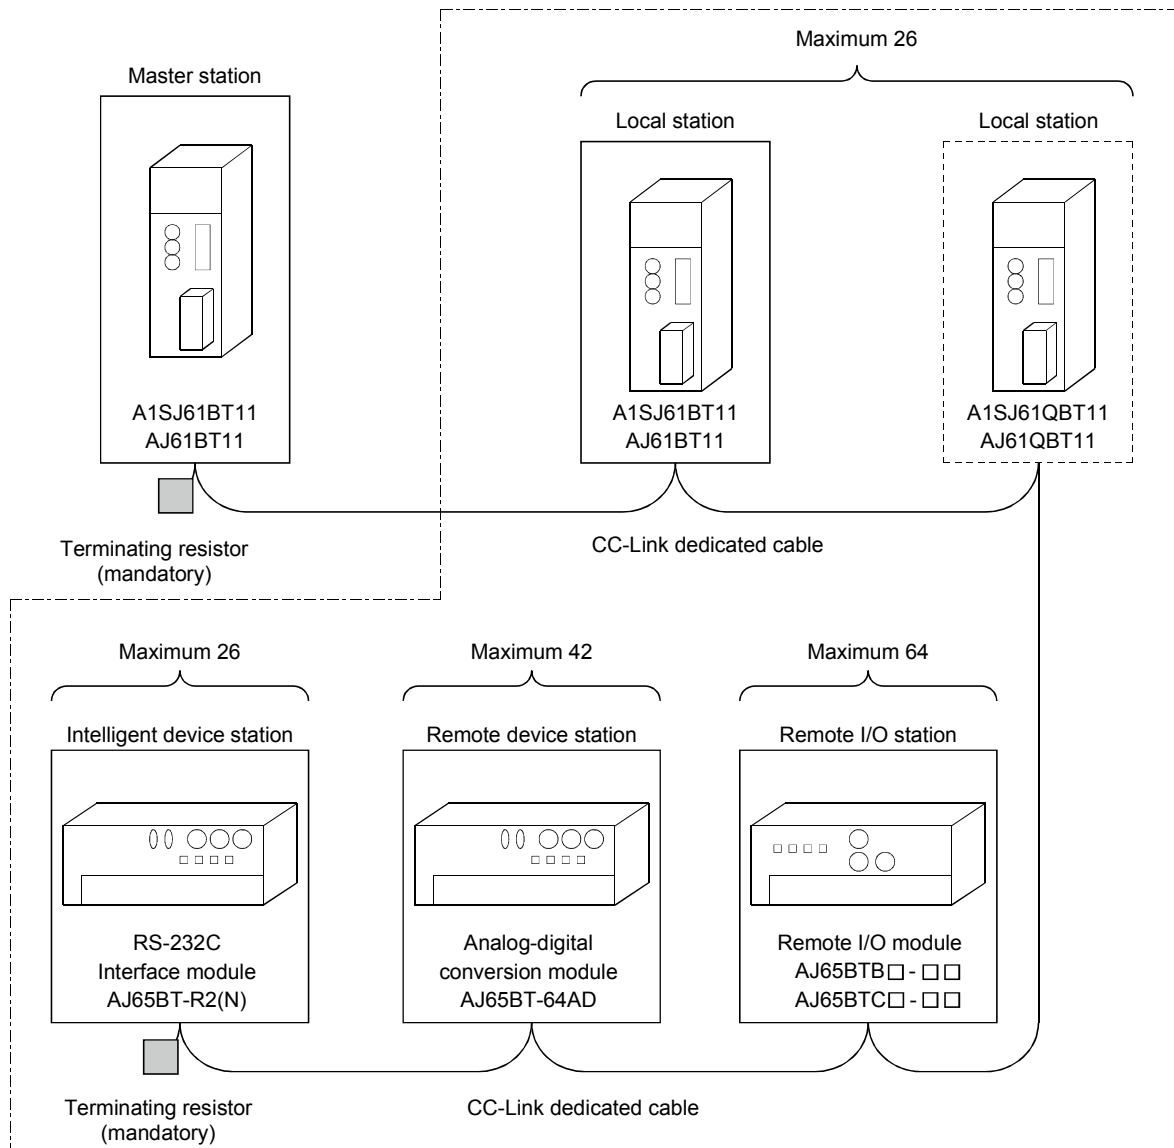 Maximum 26
Master station
Local station
Local station
A1SJ61BT11
AJ61BT11
A1SJ61BT11
AJ61BT11
A1SJ61QBT11
AJ61QBT11
Terminating resistor
(mandatory)
CC-Link dedicated cable
Maximum 26
Maximum 42
Maximum 64
Intelligent device station
Remote device station
Remote I/O station
RS-232C
Interface module
AJ65BT-R2(N)
Analog-digital
conversion module
AJ65BT-64AD
Remote I/O module
AJ65BTB□-□□
AJ65BTC□-□□
Terminating resistor
(mandatory)
CC-Link dedicated cable